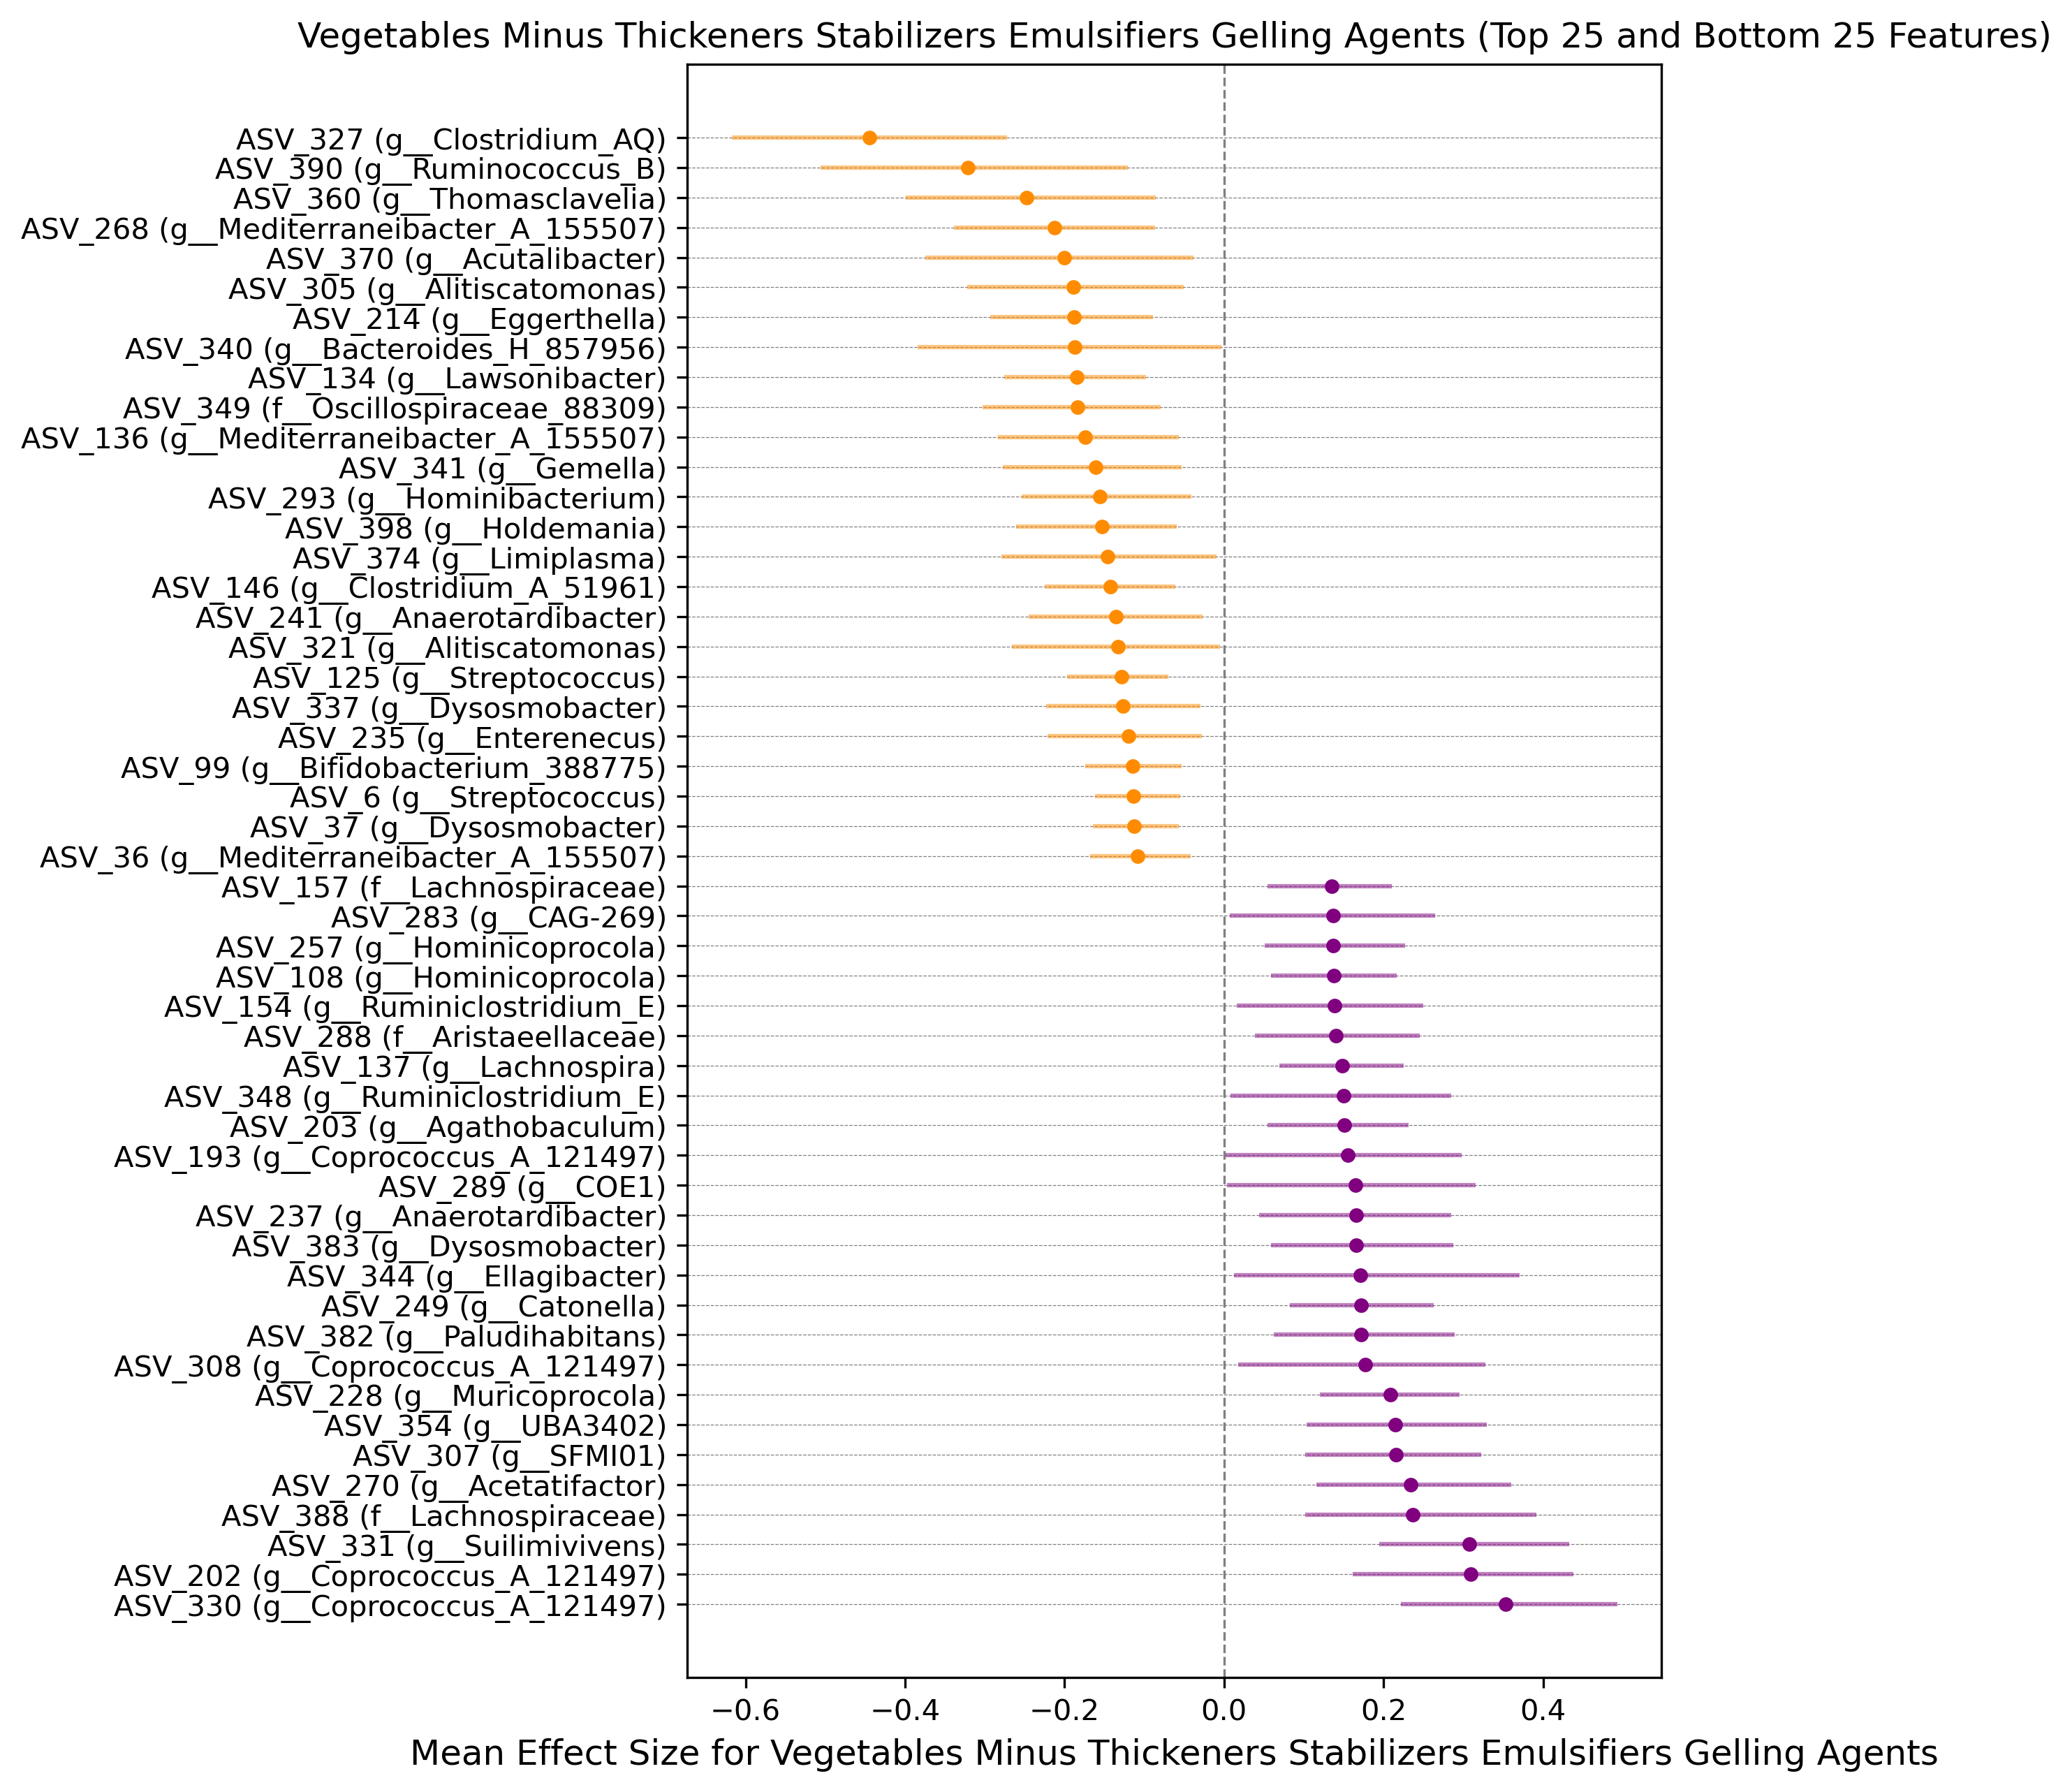 Vegetables Minus Thickeners Stabilizers Emulsifiers Gelling Agents (Top 25 and Bottom 25 Features)
ASV_327 (g__Clostridium_AQ)
ASV_390 (g__Ruminococcus_B)
ASV_360 (g__Thomasclavelia)
ASV_268 (g__Mediterraneibacter_A_155507)
ASV_370 (g__Acutalibacter)
ASV_305 (g__Alitiscatomonas)
ASV_214 (g__Eggerthella)
ASV_340 (g__Bacteroides_H_857956)
ASV_134 (g__Lawsonibacter)
ASV_349 (f__Oscillospiraceae_88309)
ASV_136 (g__Mediterraneibacter_A_155507)
ASV_341 (g__Gemella)
ASV_293 (g__Hominibacterium)
ASV_398 (g__Holdemania)
ASV_374 (g__Limiplasma)
ASV_146 (g__Clostridium_A_51961)
ASV_241 (g__Anaerotardibacter)
ASV_321 (g__Alitiscatomonas)
ASV_125 (g__Streptococcus)
ASV_337 (g__Dysosmobacter)
ASV_235 (g__Enterenecus)
ASV_99 (g__Bifidobacterium_388775)
ASV_6 (g__Streptococcus)
ASV_37 (g__Dysosmobacter)
ASV_36 (g__Mediterraneibacter_A_155507)
ASV_157 (f__Lachnospiraceae)
ASV_283 (g__CAG-269)
ASV_257 (g__Hominicoprocola)
ASV_108 (g__Hominicoprocola)
ASV_154 (g__Ruminiclostridium_E)
ASV_288 (f__Aristaeellaceae)
ASV_137 (g__Lachnospira)
ASV_348 (g__Ruminiclostridium_E)
ASV_203 (g__Agathobaculum)
ASV_193 (g__Coprococcus_A_121497)
ASV_289 (g__COE1)
ASV_237 (g__Anaerotardibacter)
ASV_383 (g__Dysosmobacter)
ASV_344 (g__Ellagibacter)
ASV_249 (g__Catonella)
ASV_382 (g__Paludihabitans)
ASV_308 (g__Coprococcus_A_121497)
ASV_228 (g__Muricoprocola)
ASV_354 (g__UBA3402)
ASV_307 (g__SFMI01)
ASV_270 (g__Acetatifactor)
ASV_388 (f__Lachnospiraceae)
ASV_331 (g__Suilimivivens)
ASV_202 (g__Coprococcus_A_121497)
ASV_330 (g__Coprococcus_A_121497)
−0.6 −0.4 −0.2 0.0 0.2 0.4
Mean Effect Size for Vegetables Minus Thickeners Stabilizers Emulsifiers Gelling Agents